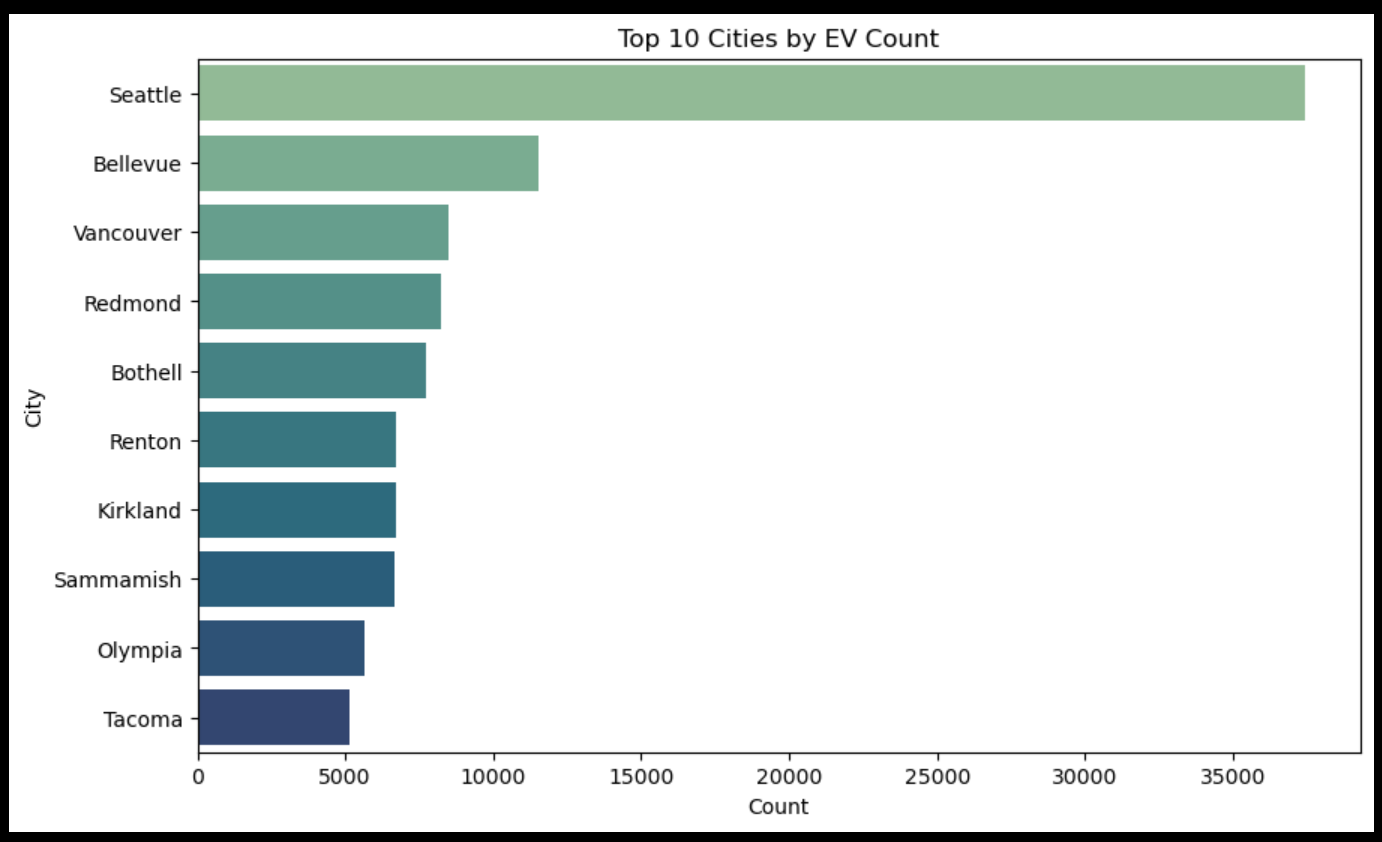 Top 10 Cities by EV Count
Seattle
Bellevue
Vancouver
Redmond
Bothell
Renton
Kirkland
Sammamish
Olympia
Tacoma
City
0 5000 10000 15000 20000 25000 30000 35000
Count